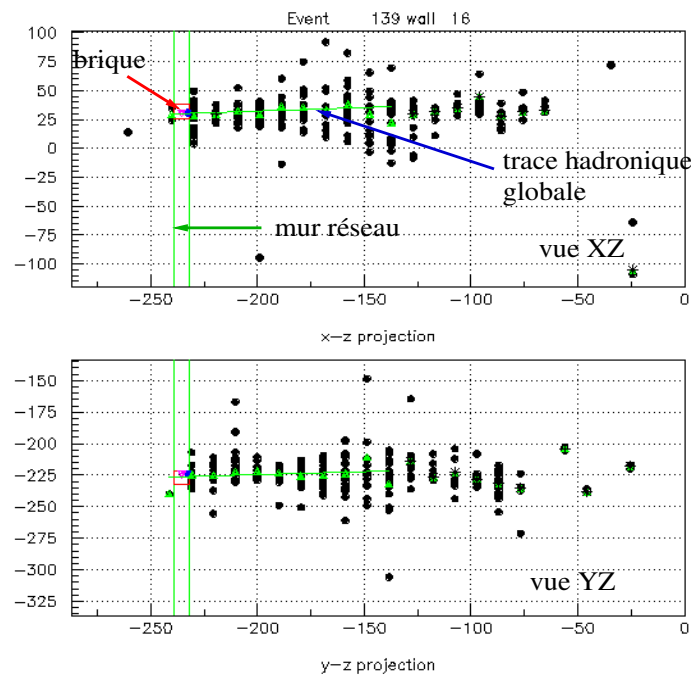 Event 139 wall 16
100
75
50
25
0
−25
−50
−75
−100
brique
trace hadronique
globale
mur réseau
vue XZ
−250 −200 −150 −100 −50 0
x−z projection
−150
−175
−200
−225
−250
−275
−300
−325
vue YZ
−250 −200 −150 −100 −50 0
y−z projection